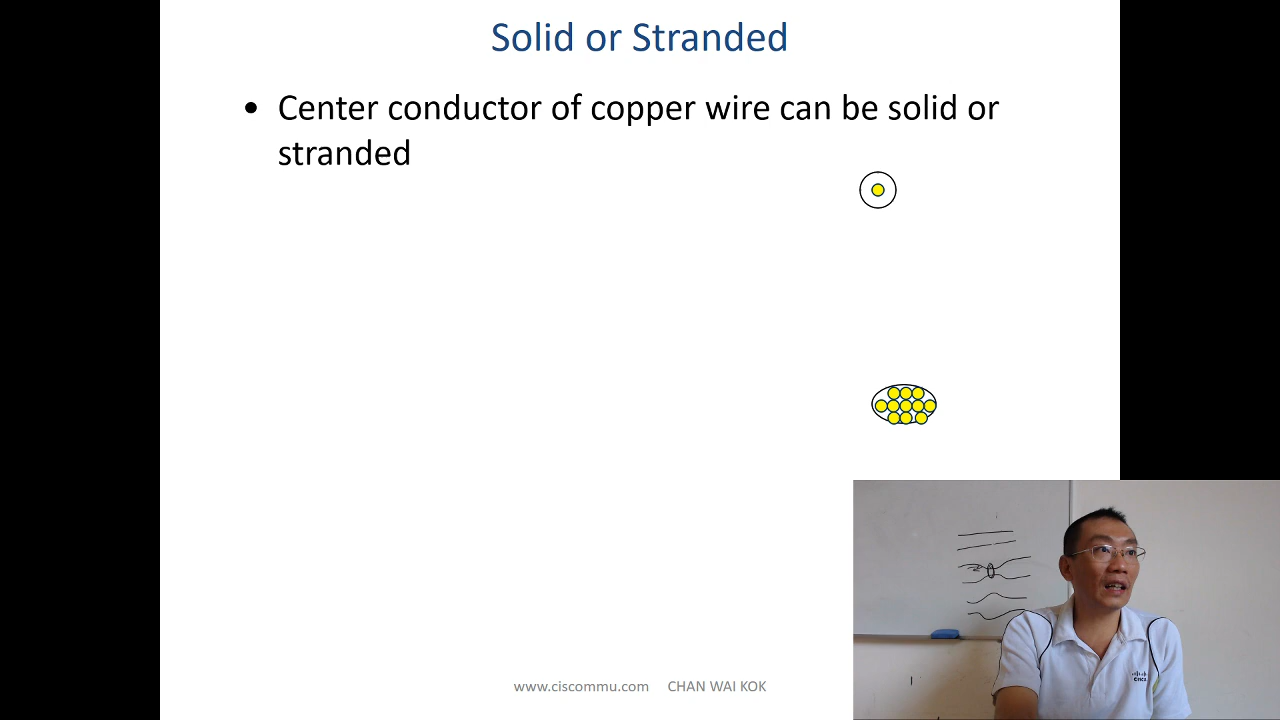 Solid or Stranded
• Center conductor of copper wire can be solid or
stranded
www.ciscommu.com CHAN WAI KOK
CISCO